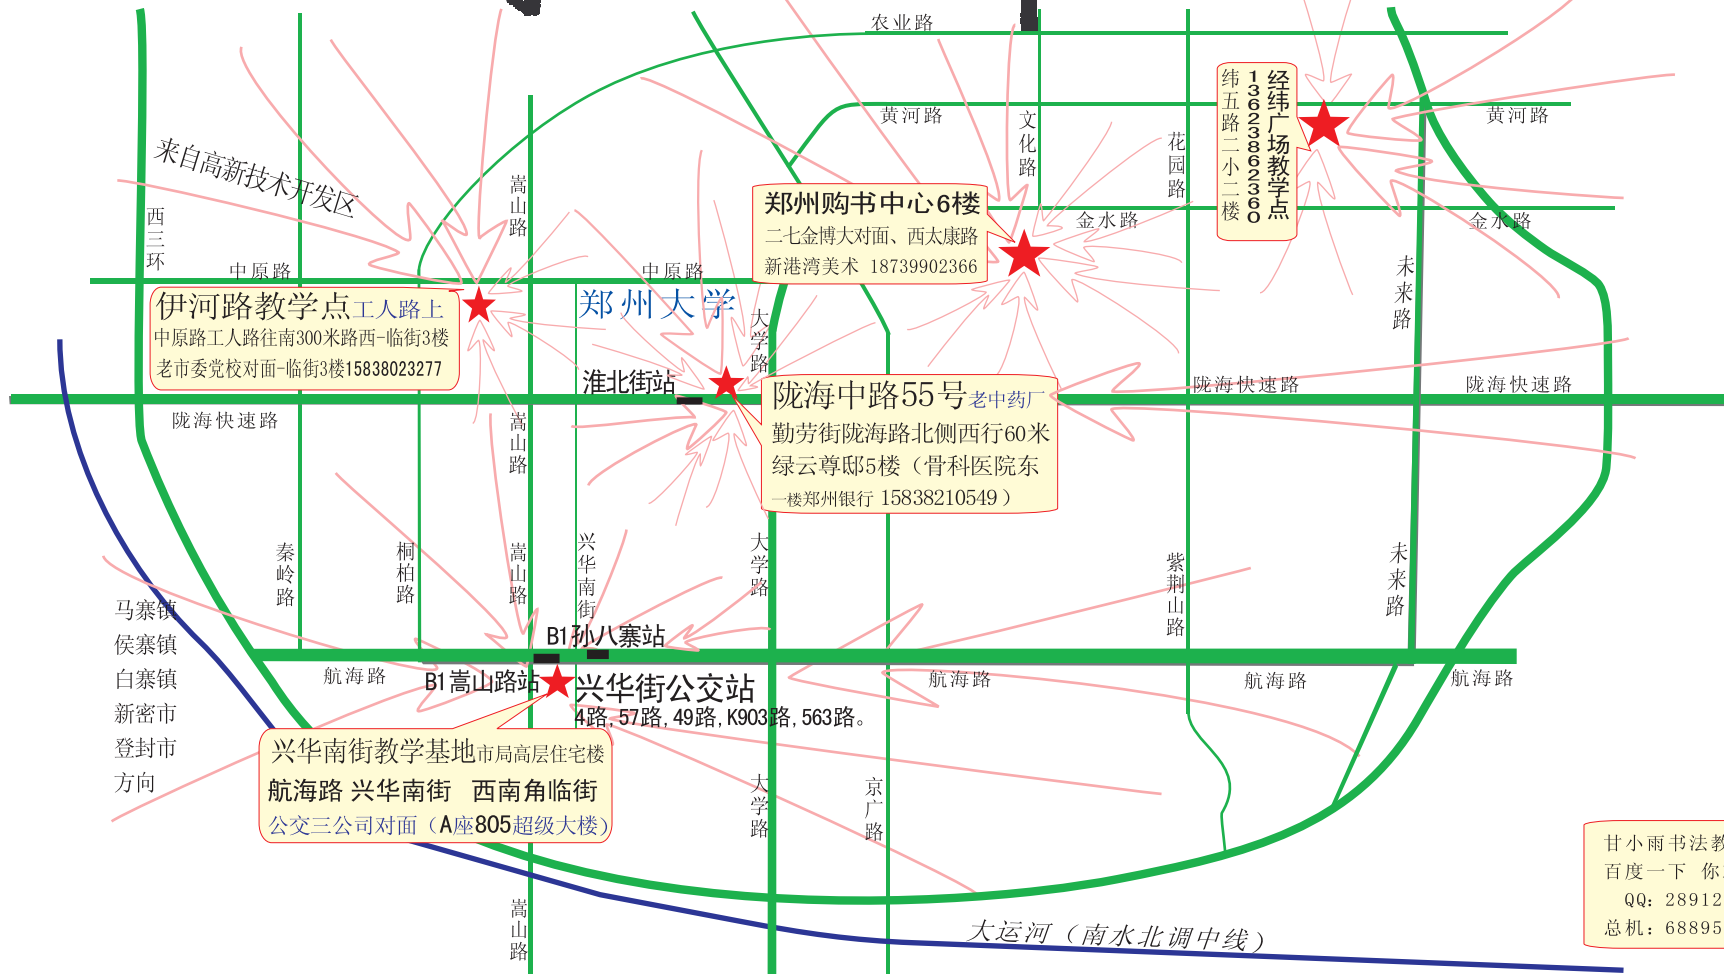 农业路
黄河路
黄河路
文化路
花园路
经纬广场教学点
13623862360
纬五路二小二楼
来自高新技术开发区
西三环
嵩山路
郑州购书中心6楼
二七金博大对面、西太康路
新港湾美术 18739902366
金水路
金水路
中原路
中原路
未来路
伊河路教学点工人路上
中原路工人路往南300米路西-临街3楼
老市委党校对面-临街3楼15838023277
郑州大学
大学路
淮北街站
陇海快速路
陇海快速路
陇海快速路
嵩山路
陇海中路55号老中药厂
勤劳街陇海路北侧西行60米
绿云尊邸5楼（骨科医院东
一楼郑州银行 15838210549 ）
秦岭路
桐柏路
嵩山路
兴华南街
大学路
紫荆山路
未来路
马寨镇
侯寨镇
白寨镇
新密市
登封市
方向
B1孙八寨站
航海路
B1嵩山路站
兴华街公交站
4路,57路,49路,K903路,563路。
航海路
航海路
航海路
兴华南街教学基地市局高层住宅楼
航海路 兴华南街 西南角临街
公交三公司对面（A座805超级大楼）
大学路
京广路
嵩山路
大运河（南水北调中线）
甘小雨书法教
百度一下 你
QQ: 28912
总机: 68895